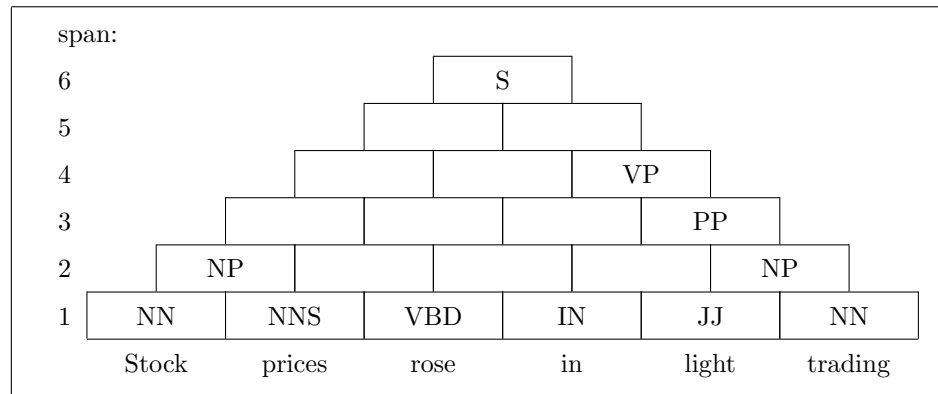 span:
6 S
5
4 VP
3 PP
2 NP NP
1 NN NNS VBD IN JJ NN
Stock prices rose in light trading